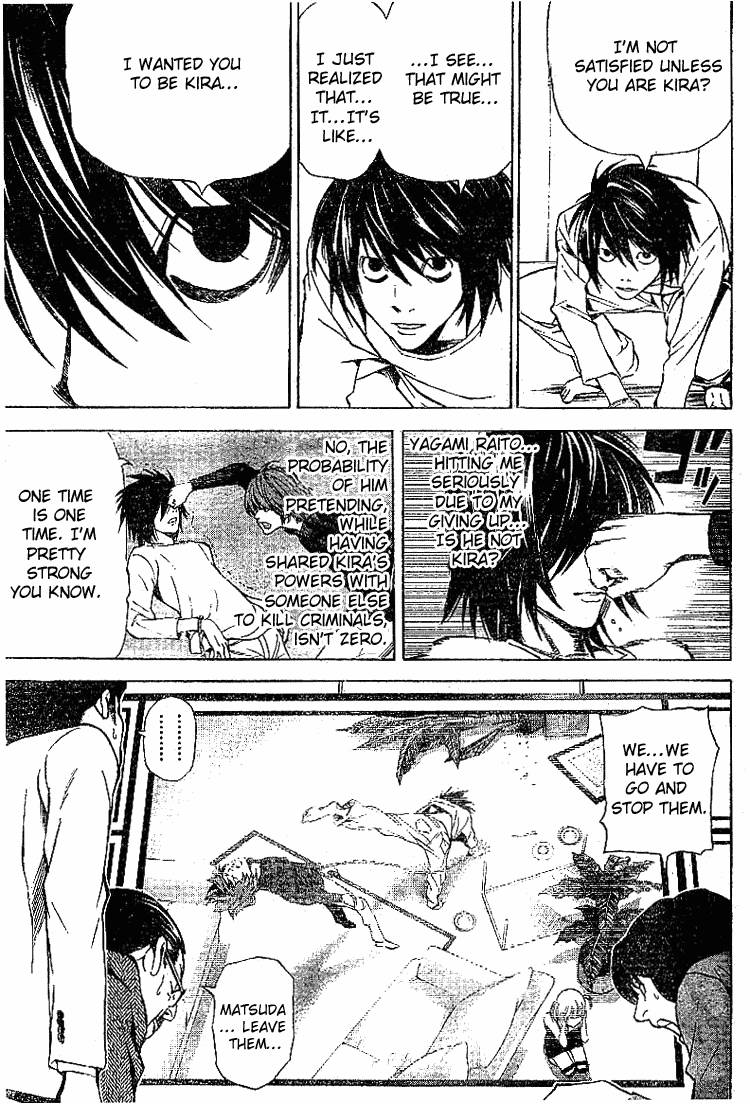 I'M NOT
SATISFIED UNLESS
YOU ARE KIRA?
...I SEE...
THAT MIGHT
BE TRUE...
I JUST
REALIZED
THAT...
IT...IT'S
LIKE...
I WANTED YOU
TO BE KIRA...
YAGAMI RAITO...
HITTING ME
SERIOUSLY
DUE TO MY
GIVING UP...
IS HE NOT
KIRA?
NO, THE
PROBABILITY
OF HIM
PRETENDING,
WHILE
HAVING
SHARED KIRA'S
POWERS WITH
SOMEONE ELSE
TO KILL CRIMINALS,
ISN'T ZERO.
ONE TIME
IS ONE
TIME. I'M
PRETTY
STRONG
YOU KNOW.
WE...WE
HAVE TO
GO AND
STOP THEM.
MATSUDA
... LEAVE
THEM...